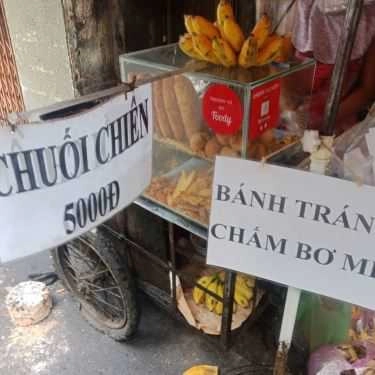 CHUỐI CHIÊN
5000Đ
Foody
BÁNH TRÁN
CHẤM BƠ